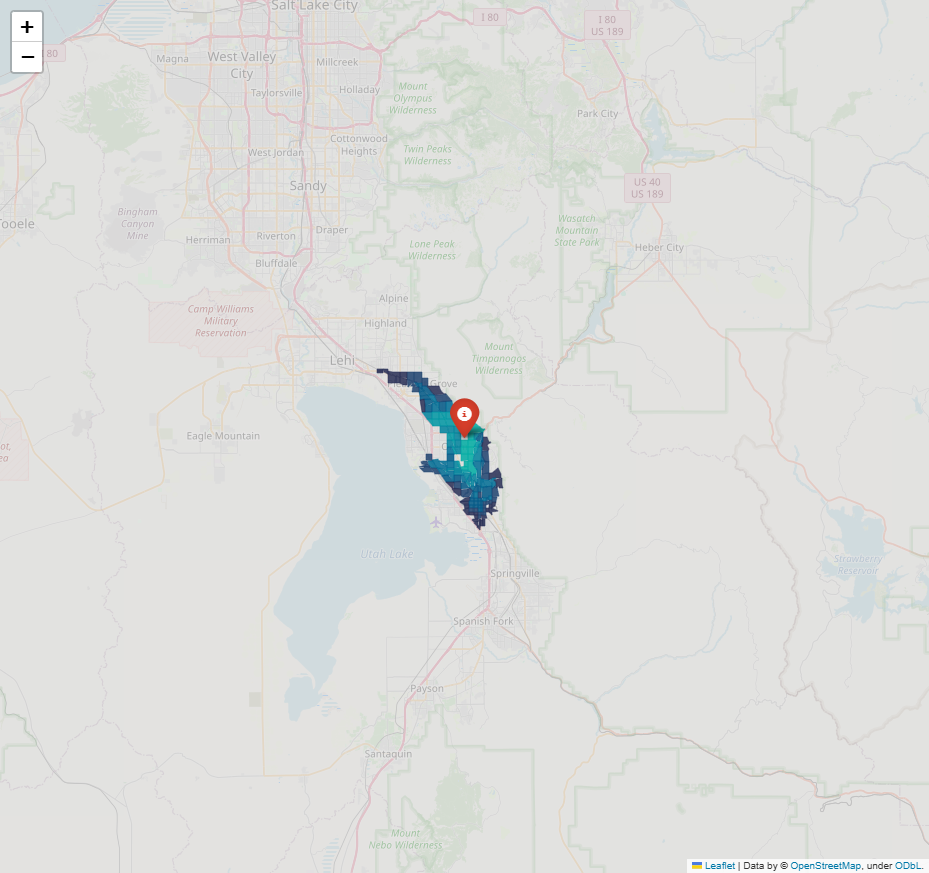 Salt Lake City
+
−
80
I 80
I 80
US 189
Magna
West Valley
City
Millcreek
Taylorsville
Holladay
Mount
Olympus
Wilderness
Park City
Cottonwood
Heights
Twin Peaks
Wilderness
West Jordan
Sandy
US 40
US 189
Tooele
Bingham
Canyon
Mine
Herriman
Riverton
Draper
Bluffdale
Lone Peak
Wilderness
Wasatch
Mountain
State Park
Heber City
Alpine
Camp Williams
Military
Reservation
Highland
Lehi
Mount
Timpanogos
Wilderness
Grove
Eagle Mountain
Utah Lake
Strawberry
Reservoir
Springville
Spanish Fork
Payson
Santaquin
Mount
Nebo Wilderness
Leaflet | Data by © OpenStreetMap, under ODbL.